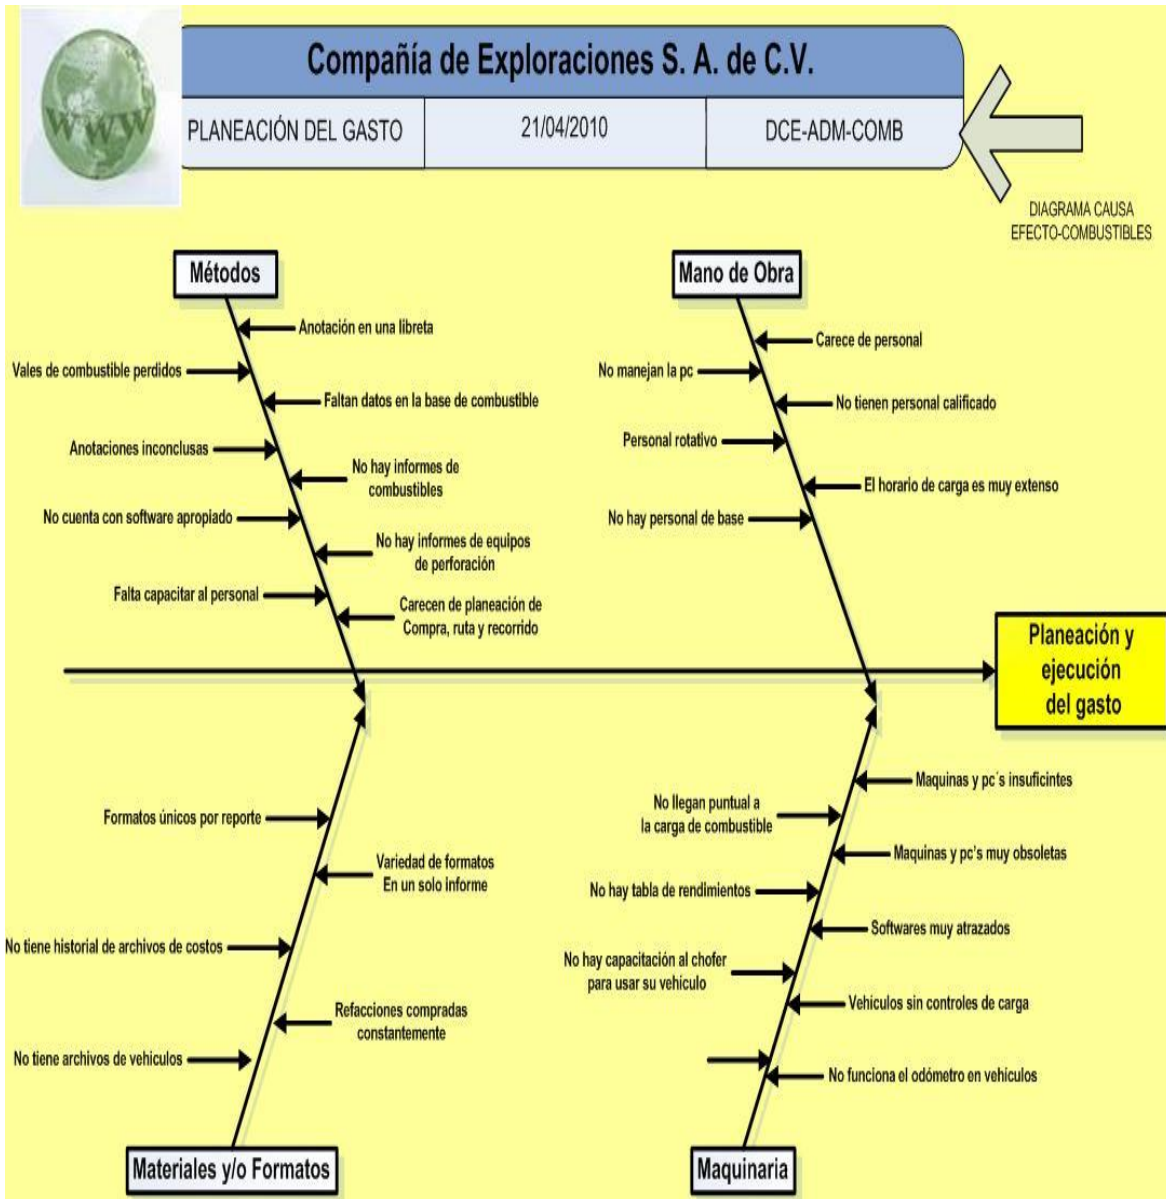 Compañía de Exploraciones S. A. de C.V.
WWW
PLANEACIÓN DEL GASTO
21/04/2010
DCE-ADM-COMB
DIAGRAMA CAUSA
EFECTO-COMBUSTIBLES
Métodos
Anotación en una libreta
Vales de combustible perdidos
Faltan datos en la base de combustible
Anotaciones inconclusas
No hay informes de
combustibles
No cuenta con software apropiado
No hay informes de equipos
de perforación
Falta capacitar al personal
Carecen de planeación de
Compra, ruta y recorrido
Mano de Obra
Carece de personal
No manejan la pc
No tienen personal calificado
Personal rotativo
El horario de carga es muy extenso
No hay personal de base
Planeación y
ejecución
del gasto
Formatos únicos por reporte
Variedad de formatos
En un solo informe
No tiene historial de archivos de costos
Refacciones compradas
constantemente
No tiene archivos de vehículos
Materiales y/o Formatos
Maquinas y pc´s insuficintes
No llegan puntual a
la carga de combustible
Maquinas y pc's muy obsoletas
No hay tabla de rendimientos
Softwares muy atrazados
No hay capacitación al chofer
para usar su vehículo
Vehículos sin controles de carga
No funciona el odómetro en vehículos
Maquinaria